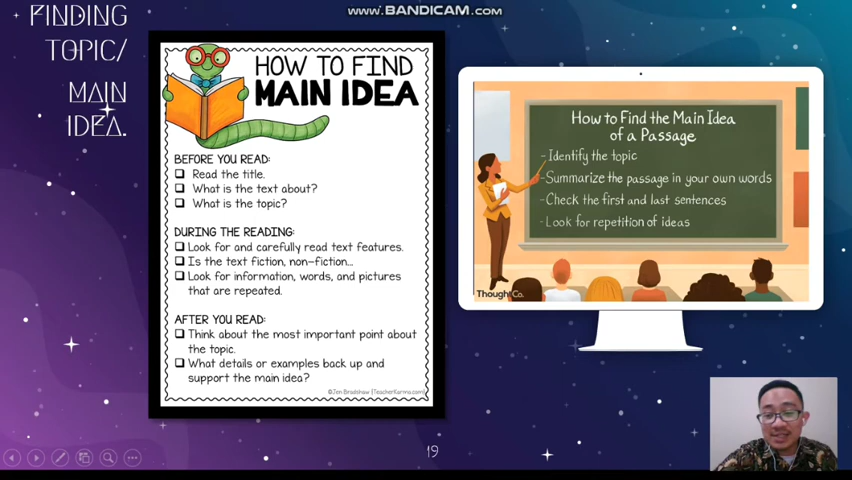 www.BANDICAM.com
FINDING
TOPIC/
MAIN
IDEA.
HOW TO FIND
MAIN IDEA
BEFORE YOU READ:
Read the title.
What is the text about?
What is the topic?
DURING THE READING:
Look for and carefully read text features.
Is the text fiction, non-fiction...
Look for information, words, and pictures
that are repeated.
AFTER YOU READ:
Think about the most important point about
the topic.
What details or examples back up and
support the main idea?
©Jen Bradshaw (TeacherKarma.com)
How to Find the Main Idea
of a Passage
- Identify the topic
- Summarize the passage in your own words
- Check the first and last sentences
- Look for repetition of ideas
ThoughtCo.
19